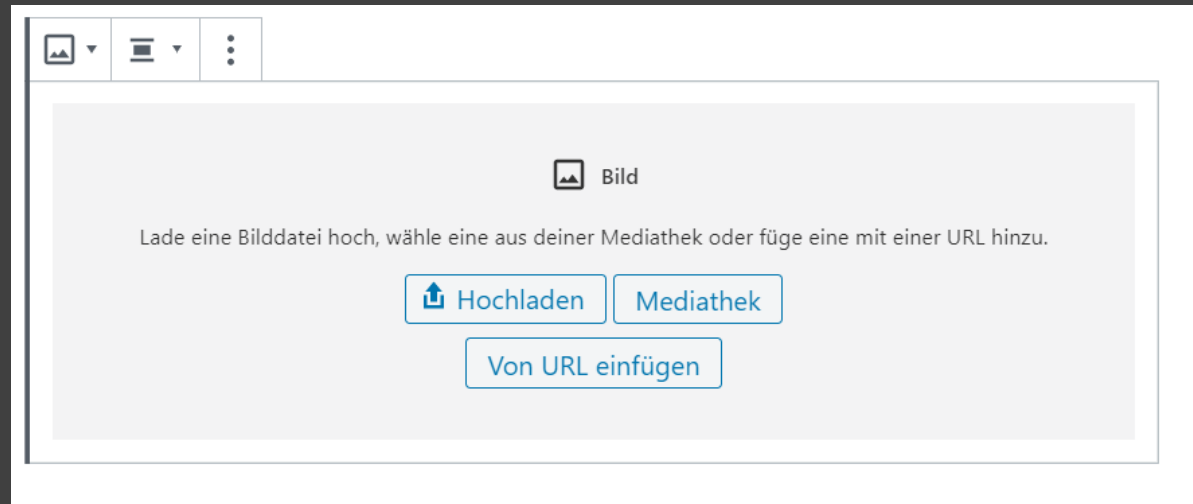 Bild
Lade eine Bilddatei hoch, wähle eine aus deiner Mediathek oder füge eine mit einer URL hinzu.
Hochladen Mediathek
Von URL einfügen